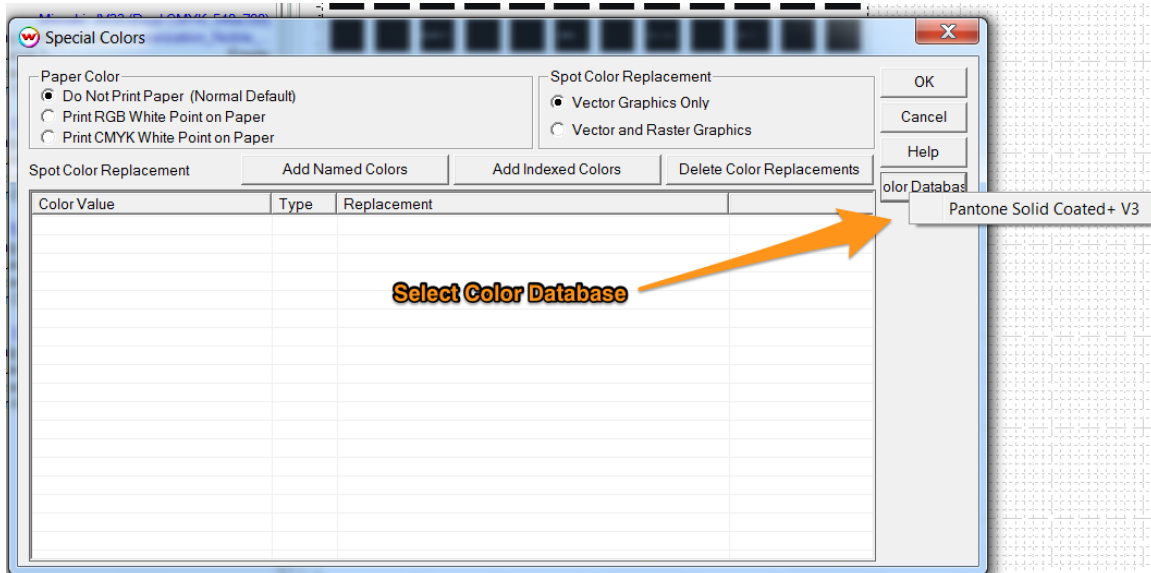 Special Colors
Paper Color
Do Not Print Paper (Normal Default)
Print RGB White Point on Paper
Print CMYK White Point on Paper
Spot Color Replacement
Vector Graphics Only
Vector and Raster Graphics
OK
Cancel
Help
olor Databas
Pantone Solid Coated+ V3
Spot Color Replacement
Add Named Colors
Add Indexed Colors
Delete Color Replacements
Color Value Type Replacement
Select Color Database